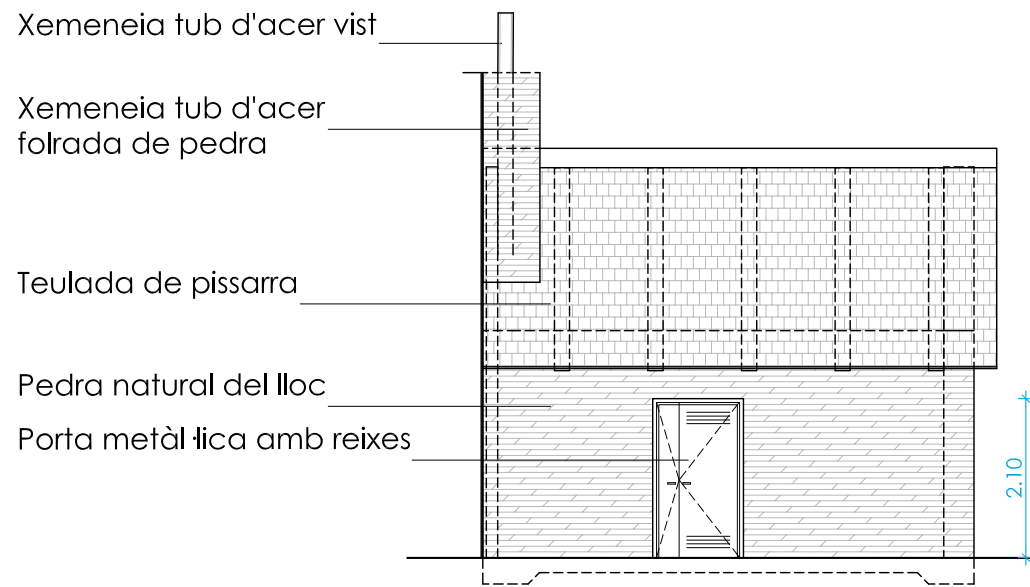 Xemeneia tub d'acer vist
Xemeneia tub d'acer
folrada de pedra
Teulada de pissarra
Pedra natural del lloc
Porta metàl·lica amb reixes
2.10